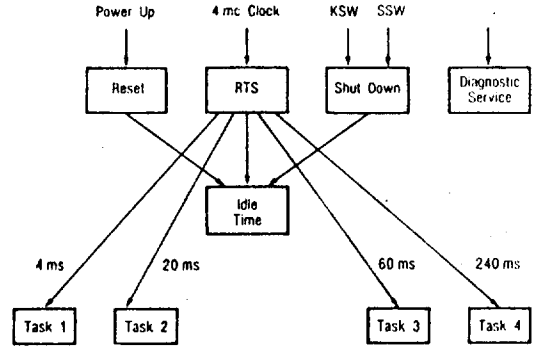 Power Up
4 mc Clock
KSW
SSW
Reset
RTS
Shut Down
Diagnostic
Service
Idle
Time
4 ms
20 ms
60 ms
240 ms
Task 1
Task 2
Task 3
Task 4